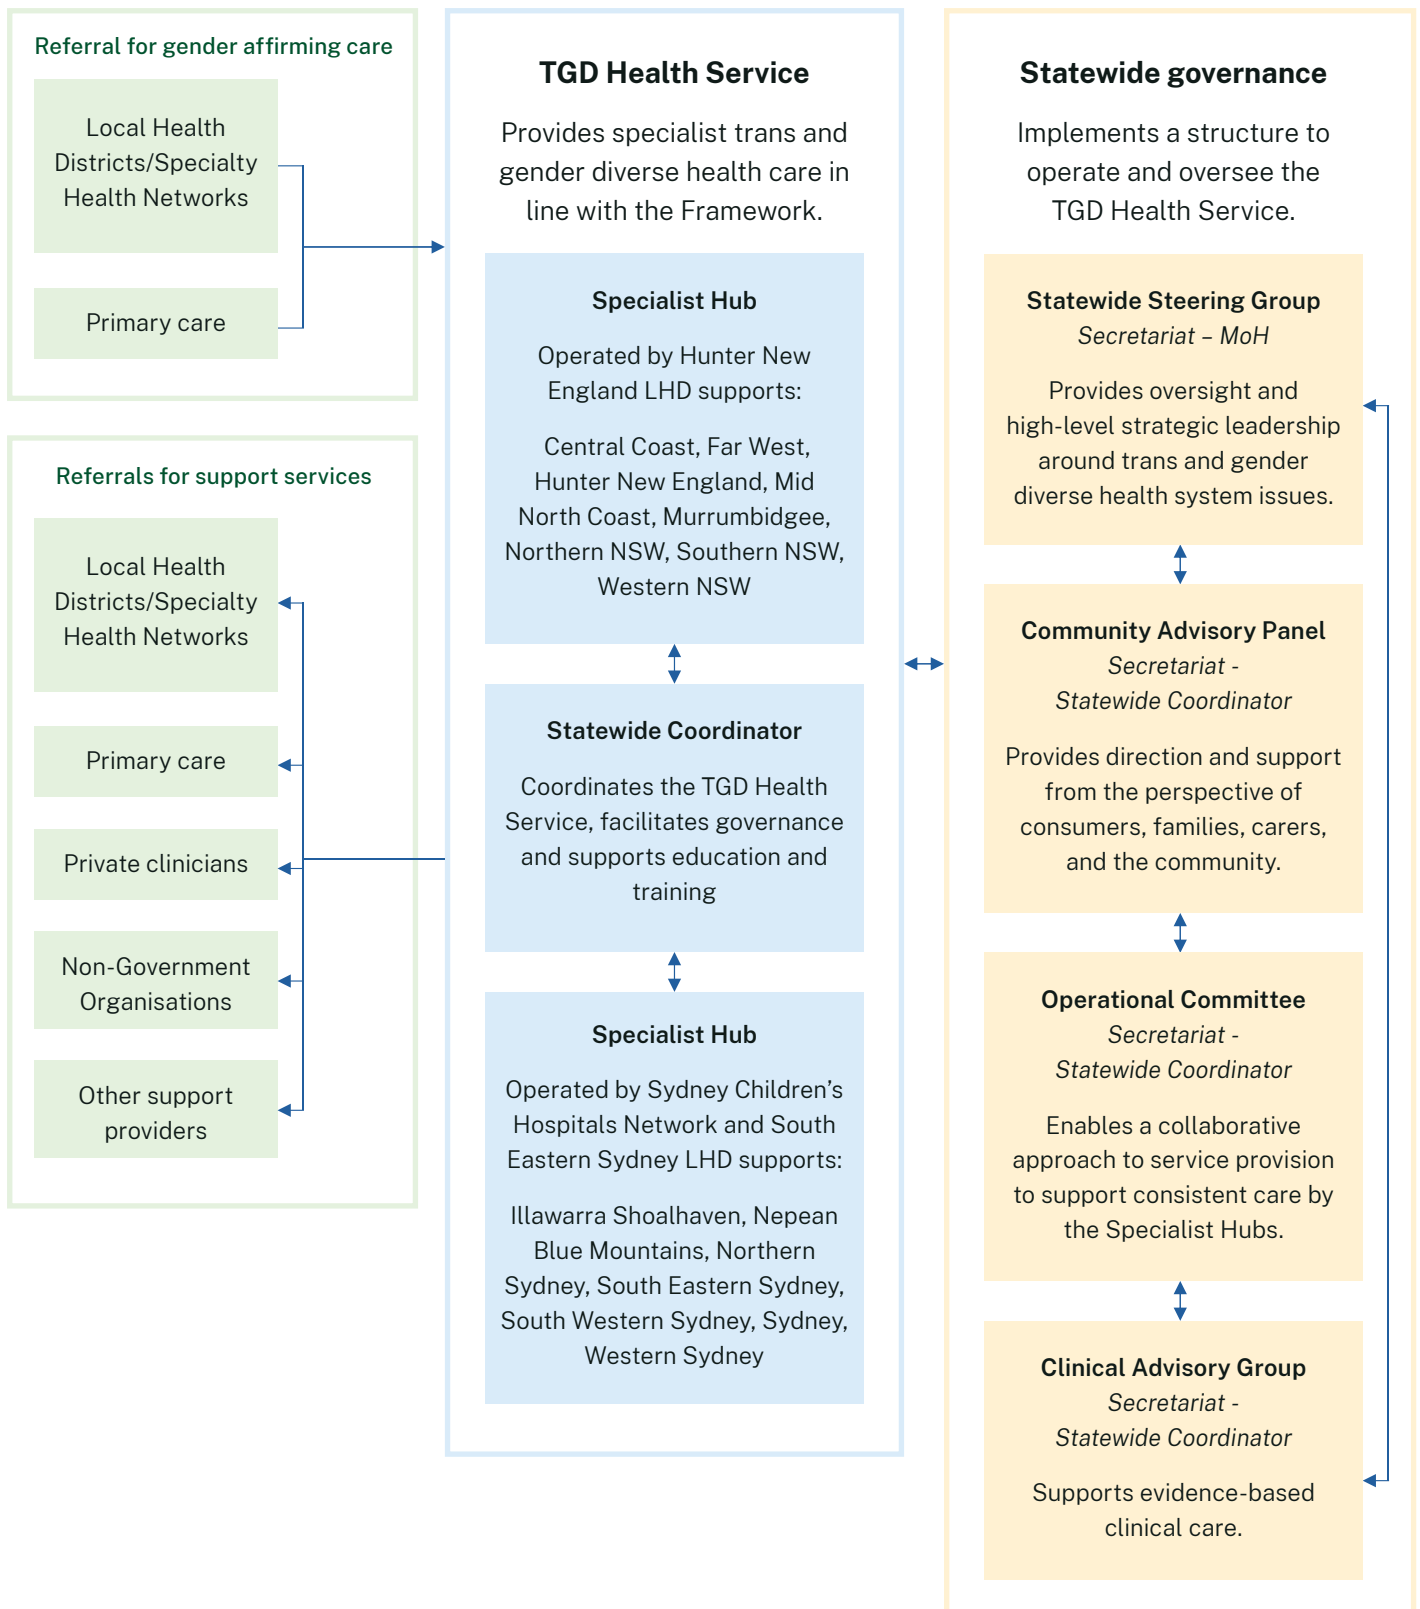 Referral for gender affirming care
Local Health
Districts/Specialty
Health Networks
Primary care
Referrals for support services
Local Health
Districts/Specialty
Health Networks
Primary care
Private clinicians
Non-Government
Organisations
Other support
providers
TGD Health Service
Provides specialist trans and
gender diverse health care in
line with the Framework.
Specialist Hub
Operated by Hunter New
England LHD supports:
Central Coast, Far West,
Hunter New England, Mid
North Coast, Murrumbidgee,
Northern NSW, Southern NSW,
Western NSW
Statewide Coordinator
Coordinates the TGD Health
Service, facilitates governance
and supports education and
training
Specialist Hub
Operated by Sydney Children’s
Hospitals Network and South
Eastern Sydney LHD supports:
Illawarra Shoalhaven, Nepean
Blue Mountains, Northern
Sydney, South Eastern Sydney,
South Western Sydney, Sydney,
Western Sydney
Statewide governance
Implements a structure to
operate and oversee the
TGD Health Service.
Statewide Steering Group
Secretariat – MoH
Provides oversight and
high-level strategic leadership
around trans and gender
diverse health system issues.
Community Advisory Panel
Secretariat -
Statewide Coordinator
Provides direction and support
from the perspective of
consumers, families, carers,
and the community.
Operational Committee
Secretariat -
Statewide Coordinator
Enables a collaborative
approach to service provision
to support consistent care by
the Specialist Hubs.
Clinical Advisory Group
Secretariat -
Statewide Coordinator
Supports evidence-based
clinical care.